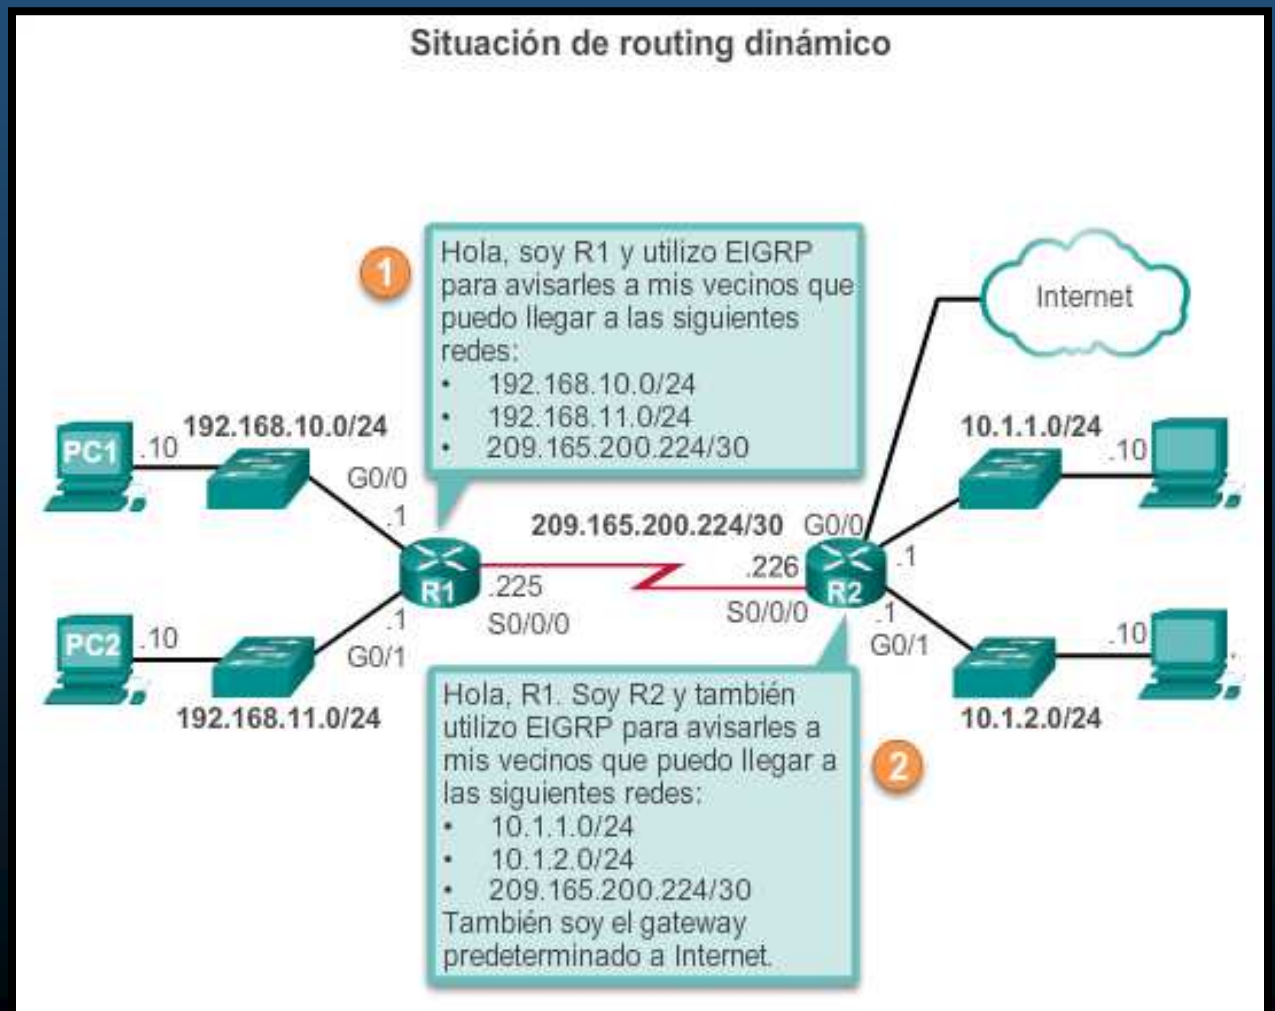 Situación de routing dinámico
1
Hola, soy R1 y utilizo EIGRP
para avisarles a mis vecinos que
puedo llegar a las siguientes
redes:
• 192.168.10.0/24
• 192.168.11.0/24
• 209.165.200.224/30
Internet
PC1
.10
192.168.10.0/24
G0/0
.1
10.1.1.0/24
.10
209.165.200.224/30
G0/0
R1
.225
S0/0/0
.226
S0/0/0
R2
.1
PC2
.10
.1
G0/1
192.168.11.0/24
.1
G0/1
.10
10.1.2.0/24
Hola, R1. Soy R2 y también
utilizo EIGRP para avisarles a
mis vecinos que puedo llegar a
las siguientes redes:
• 10.1.1.0/24
• 10.1.2.0/24
• 209.165.200.224/30
También soy el gateway
predeterminado a Internet.
2